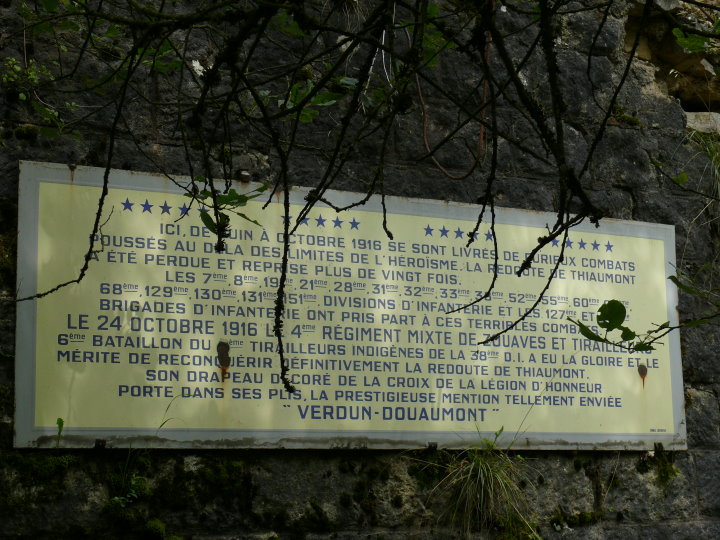 ICI, DE JUIN À OCTOBRE 1916 SE SONT LIVRÉS DE FURIEUX COMBATS
POUSSÉS AU DELA DES LIMITES DE L'HÉROÏSME. LA REDOUTE DE THIAUMONT
A ÉTÉ PERDUE ET REPRISE PLUS DE VINGT FOIS.
LES 7ème, 8ème, 19ème, 21ème, 28ème, 31ème, 32ème, 33ème, 52ème, 55ème, 60ème
68ème, 129ème, 130ème, 131ème, 151ème, DIVISIONS D'INFANTERIE ET LES 127ème ET
BRIGADES D'INFANTERIE ONT PRIS PART À CES TERRIBLES COMBATS.
LE 24 OCTOBRE 1916 LE 4ème RÉGIMENT MIXTE DE ZOUAVES ET TIRAILLEURS
6ème BATAILLON DU TIRAILLEURS INDIGÈNES DE LA 38ème D.I. A EU LA GLOIRE ET LE
MÉRITE DE RECONQUÉRIR DÉFINITIVEMENT LA REDOUTE DE THIAUMONT.
SON DRAPEAU DÉCORÉ DE LA CROIX DE LA LÉGION D'HONNEUR
PORTE DANS SES PLIS, LA PRESTIGIEUSE MENTION TELLEMENT ENVIÉE
" VERDUN-DOUAUMONT "